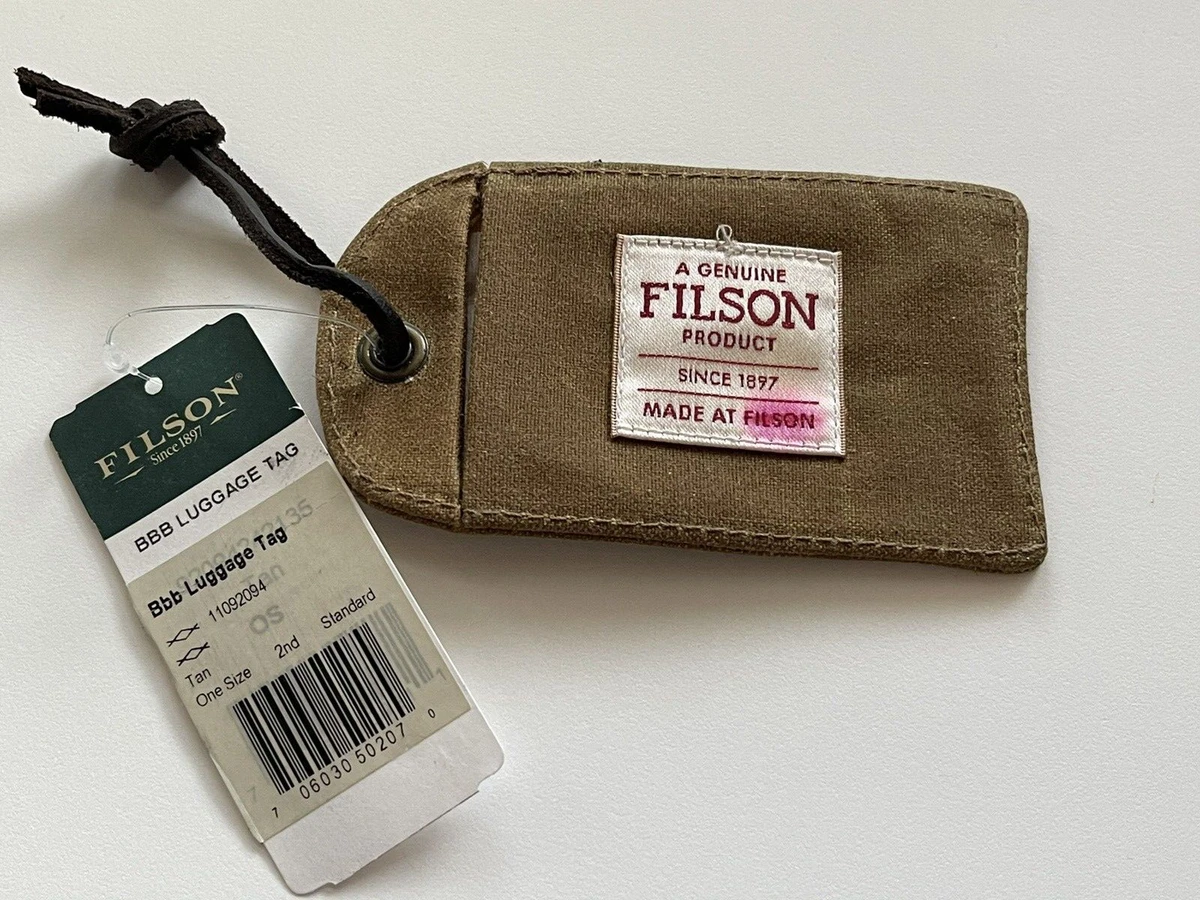 A GENUINE
FILSON
PRODUCT
SINCE 1897
MADE AT FILSON
FILSON®
Since 1897
BBB LUGGAGE TAG
Bbb Luggage Tag
11092094
Tan
OS
Tan
One Size 2nd Standard
7 06030 50207 0